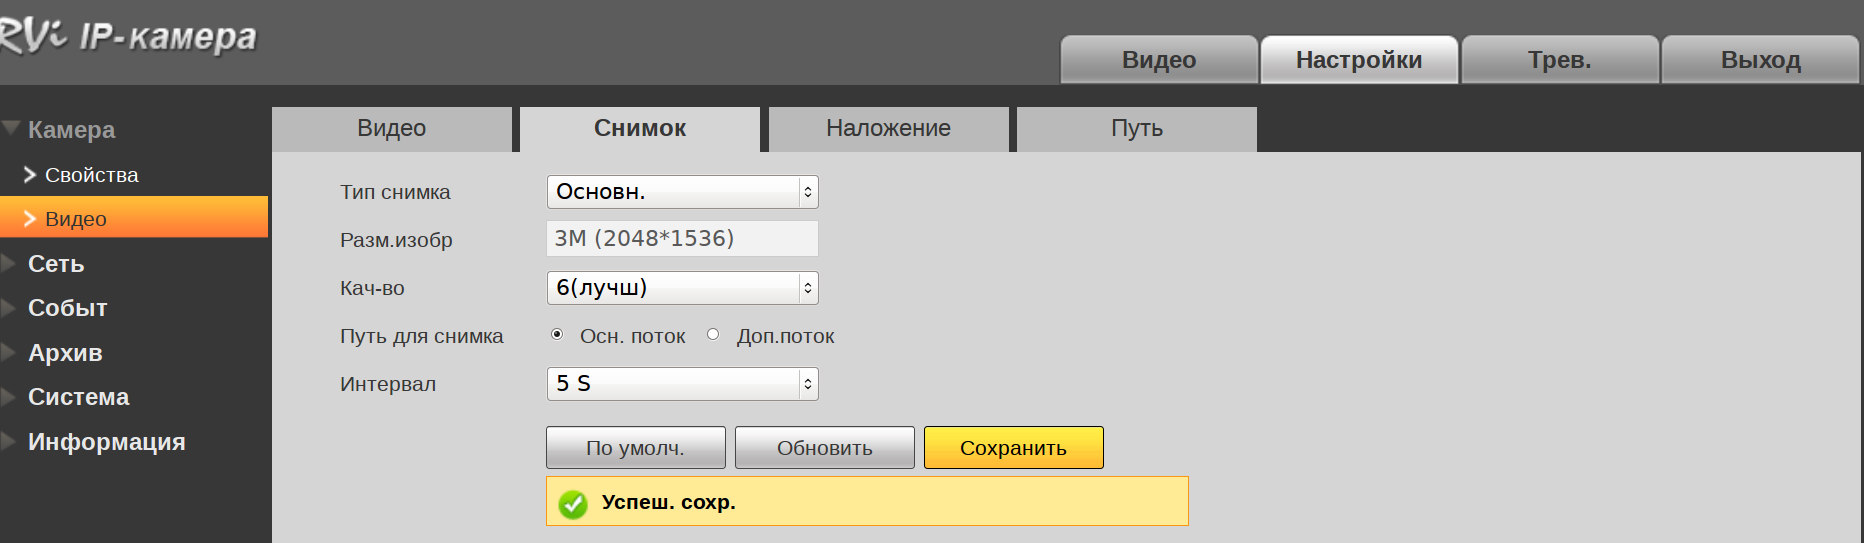 RVi IP-камера
Видео Настройки Трев. Выход
Камера
Свойства
Видео
Сеть
Событ
Архив
Система
Информация
Видео Снимок Наложение Путь
Тип снимка Основн.
Разм.изобр 3M (2048*1536)
Кач-во 6(лучш)
Путь для снимка Осн. поток Доп.поток
Интервал 5 S
По умолч. Обновить Сохранить
Успеш. сохр.